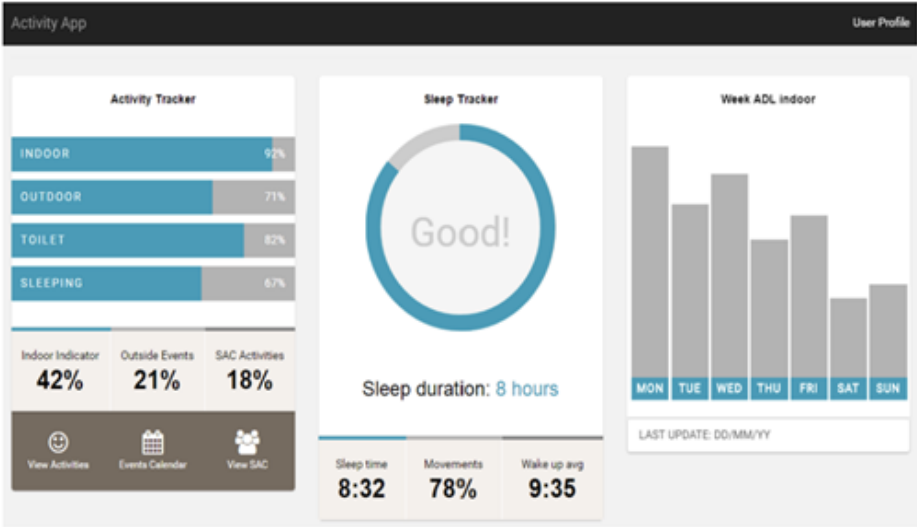 Activity App
User Profile
Activity Tracker
INDOOR 92%
OUTDOOR 71%
TOILET 82%
SLEEPING 67%
Indoor Indicator Outside Events SAC Activities
42% 21% 18%
View Activities Events Calendar View SAC
Sleep Tracker
Good!
Sleep duration: 8 hours
Sleep time Movements Wake up avg
8:32 78% 9:35
Week ADL indoor
MON TUE WED THU FRI SAT SUN
LAST UPDATE: DD/MM/YY